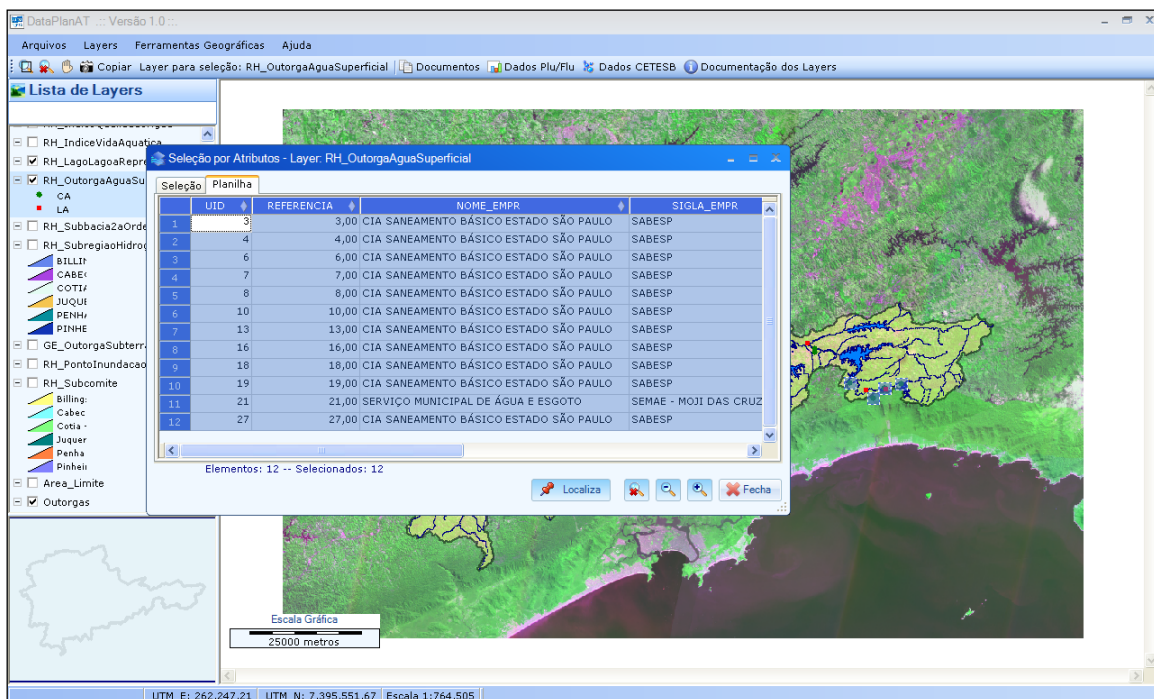 DataPlanAT .:: Versão 1.0 ::.
Arquivos Layers Ferramentas Geográficas Ajuda
Copiar Layer para seleção: RH_OutorgaAguaSuperficial Documentos Dados Plu/Flu Dados CETESB Documentação dos Layers
Lista de Layers
RH_IndiceVidaAquatica
RH_LagoLagoaRepre
RH_OutorgaAguaSu
CA
LA
RH_Subbacia2aOrde
RH_SubregiaoHidrog
BILLIN
CABE
COTIA
JUQUE
PENHA
PINHE
GE_OutorgaSubterr
RH_PontoInundacao
RH_Subcomite
Billing:
Cabec
Cotia -
Juquer
Penha
Pinheir
Area_Limite
Outorgas
Seleção por Atributos - Layer: RH_OutorgaAguaSuperficial
Seleção Planilha
UID REFERENCIA NOME_EMPR SIGLA_EMPR
1 3 3,00 CIA SANEAMENTO BÁSICO ESTADO SÃO PAULO SABESP
2 4 4,00 CIA SANEAMENTO BÁSICO ESTADO SÃO PAULO SABESP
3 6 6,00 CIA SANEAMENTO BÁSICO ESTADO SÃO PAULO SABESP
4 7 7,00 CIA SANEAMENTO BÁSICO ESTADO SÃO PAULO SABESP
5 8 8,00 CIA SANEAMENTO BÁSICO ESTADO SÃO PAULO SABESP
6 10 10,00 CIA SANEAMENTO BÁSICO ESTADO SÃO PAULO SABESP
7 13 13,00 CIA SANEAMENTO BÁSICO ESTADO SÃO PAULO SABESP
8 16 16,00 CIA SANEAMENTO BÁSICO ESTADO SÃO PAULO SABESP
9 18 18,00 CIA SANEAMENTO BÁSICO ESTADO SÃO PAULO SABESP
10 19 19,00 CIA SANEAMENTO BÁSICO ESTADO SÃO PAULO SABESP
11 21 21,00 SERVIÇO MUNICIPAL DE ÁGUA E ESGOTO SEMAE - MOJI DAS CRUZ
12 27 27,00 CIA SANEAMENTO BÁSICO ESTADO SÃO PAULO SABESP
Elementos: 12 -- Selecionados: 12
Localiza Fecha
Escala Gráfica
25000 metros
UTM E: 262.247,21 UTM N: 7.395.551,67 Escala 1:764.505